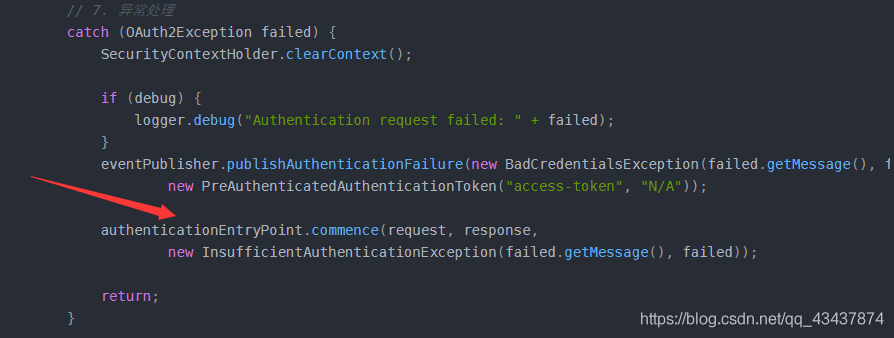 // 7. 异常处理
catch (OAuth2Exception failed) {
SecurityContextHolder.clearContext();
if (debug) {
logger.debug("Authentication request failed: " + failed);
}
eventPublisher.publishAuthenticationFailure(new BadCredentialsException(failed.getMessage(), f
new PreAuthenticatedAuthenticationToken("access-token", "N/A"));
authenticationEntryPoint.commence(request, response,
new InsufficientAuthenticationException(failed.getMessage(), failed));
return;
}
https://blog.csdn.net/qq_43437874